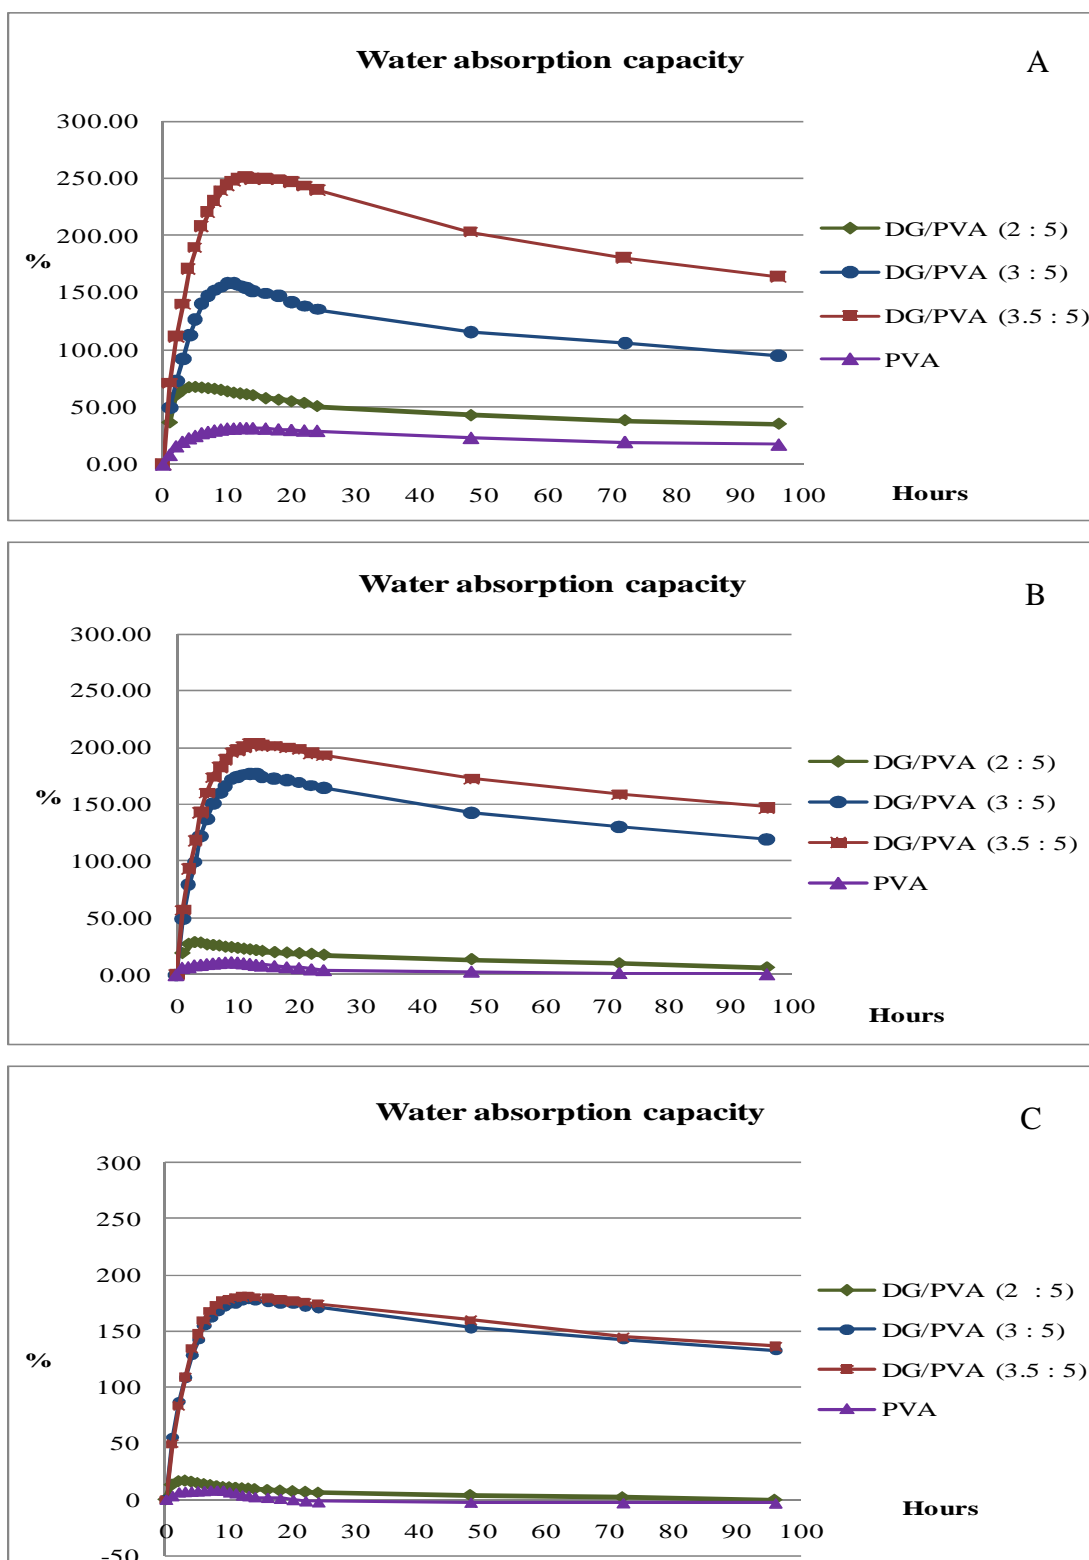 Water absorption capacity
A
300.00
250.00
200.00
150.00
100.00
50.00
0.00
%
0 10 20 30 40 50 60 70 80 90 100
Hours
DG/PVA (2 : 5)
DG/PVA (3 : 5)
DG/PVA (3.5 : 5)
PVA
Water absorption capacity
B
300.00
250.00
200.00
150.00
100.00
50.00
0.00
%
0 10 20 30 40 50 60 70 80 90 100
Hours
DG/PVA (2 : 5)
DG/PVA (3 : 5)
DG/PVA (3.5 : 5)
PVA
Water absorption capacity
C
300
250
200
150
100
50
0
-50
%
0 10 20 30 40 50 60 70 80 90 100
Hours
DG/PVA (2 : 5)
DG/PVA (3 : 5)
DG/PVA (3.5 : 5)
PVA